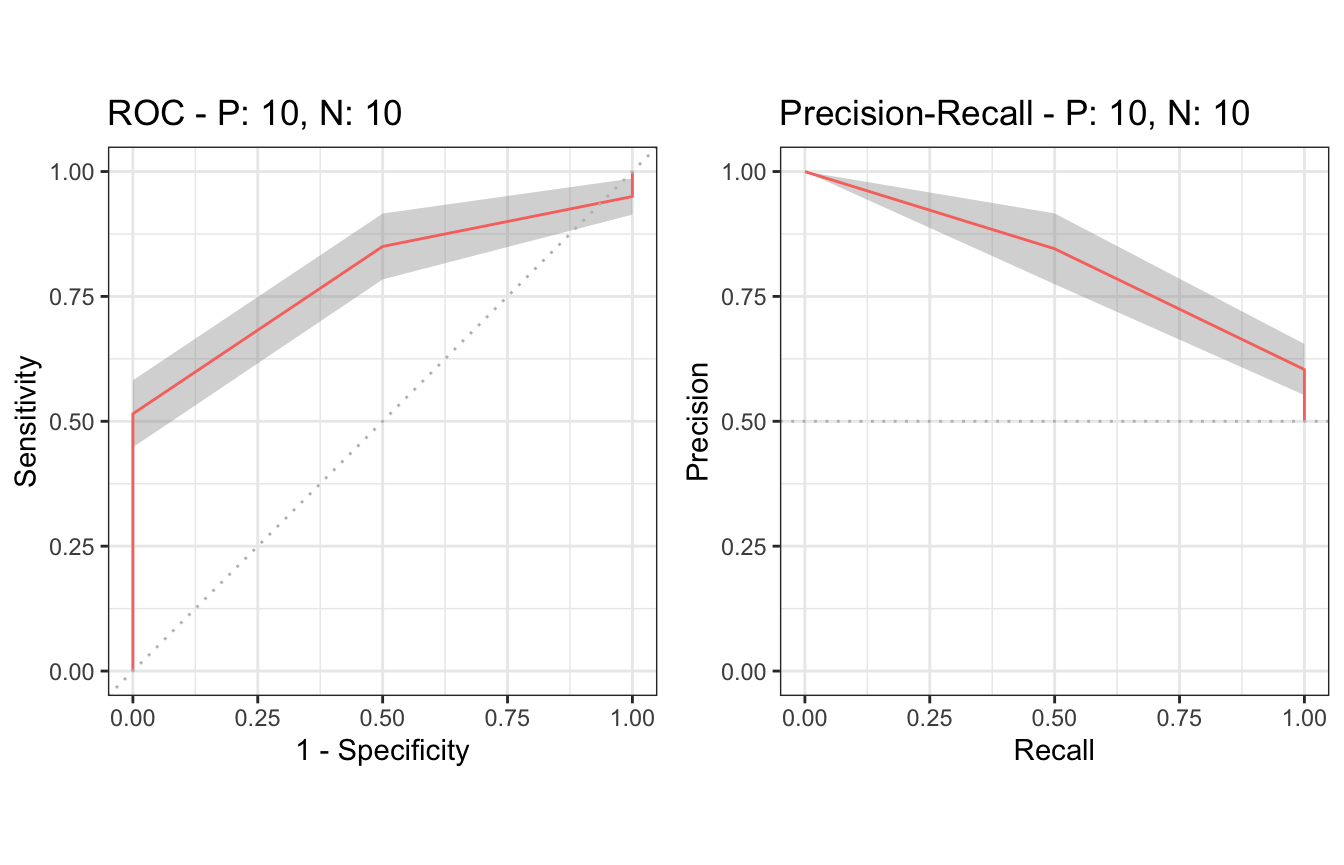 ROC - P: 10, N: 10
Sensitivity
1.00
0.75
0.50
0.25
0.00
0.00 0.25 0.50 0.75 1.00
1 - Specificity
Precision-Recall - P: 10, N: 10
Precision
1.00
0.75
0.50
0.25
0.00
0.00 0.25 0.50 0.75 1.00
Recall